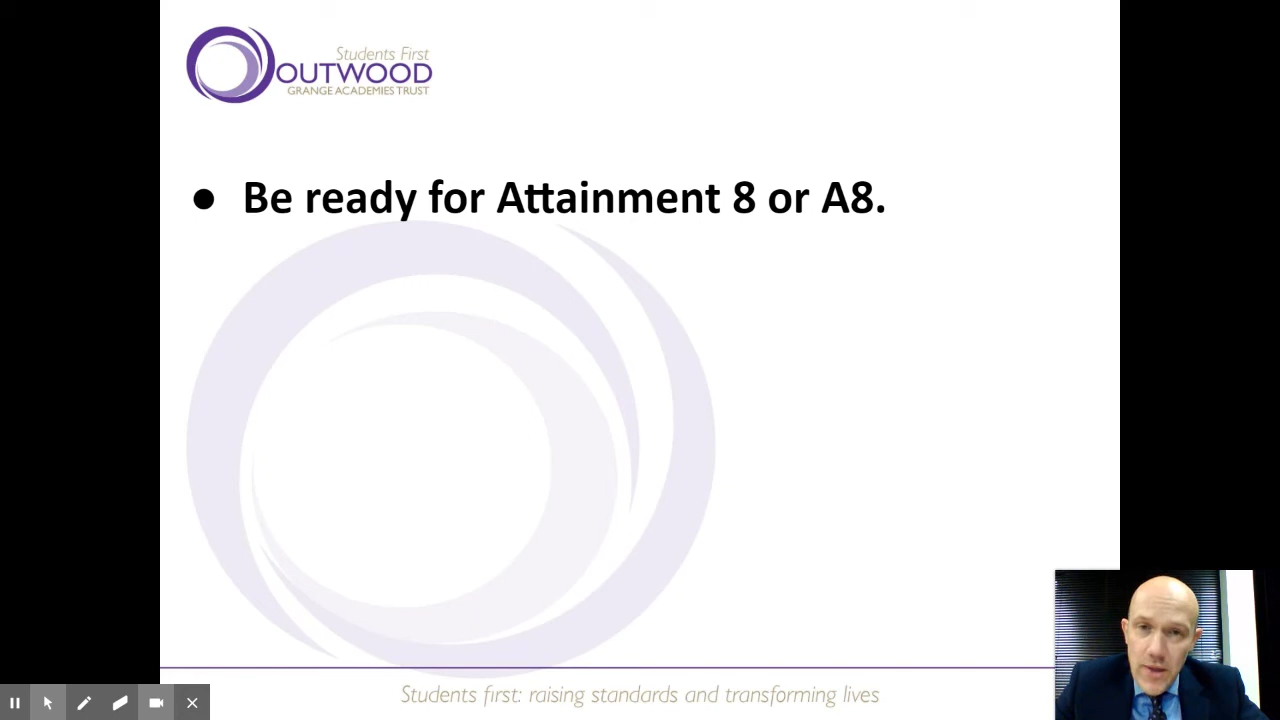 Students First
OUTWOOD
GRANGE ACADEMIES TRUST
● Be ready for Attainment 8 or A8.
Students first: raising standards and transforming lives